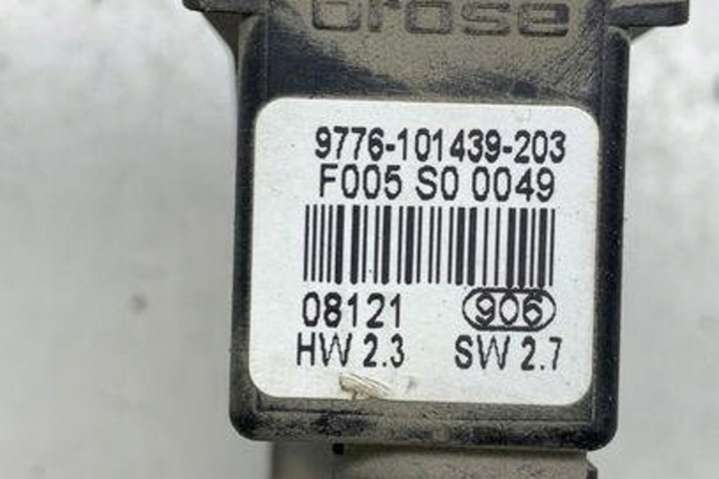 brose
9776-101439-203
F005 S0 0049
08121 906
HW 2.3 SW 2.7